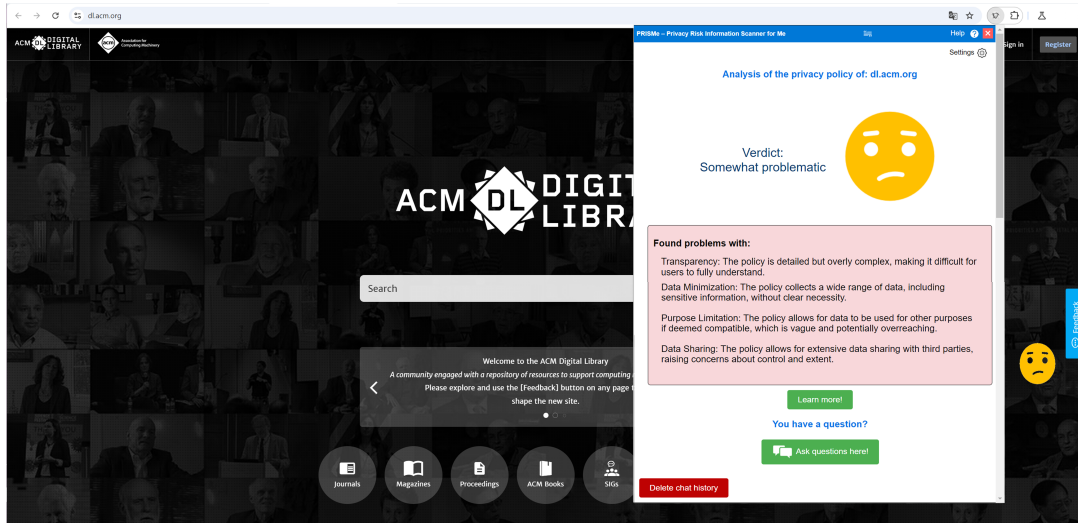 dl.acm.org
ACM DL DIGITAL LIBRARY
acm Association for Computing Machinery
PRISMe – Privacy Risk Information Scanner for Me
Help
Sign in
Register
Settings
Analysis of the privacy policy of: dl.acm.org
Verdict:
Somewhat problematic
ACM DL DIGIT
LIBRA
Found problems with:
Transparency: The policy is detailed but overly complex, making it difficult for
users to fully understand.
Data Minimization: The policy collects a wide range of data, including
sensitive information, without clear necessity.
Purpose Limitation: The policy allows for data to be used for other purposes
if deemed compatible, which is vague and potentially overreaching.
Data Sharing: The policy allows for extensive data sharing with third parties,
raising concerns about control and extent.
Search
Feedback
Welcome to the ACM Digital Library
A community engaged with a repository of resources to support computing
Please explore and use the [Feedback] button on any page
shape the new site.
Learn more!
You have a question?
Ask questions here!
Journals
Magazines
Proceedings
ACM Books
SIGs
Delete chat history